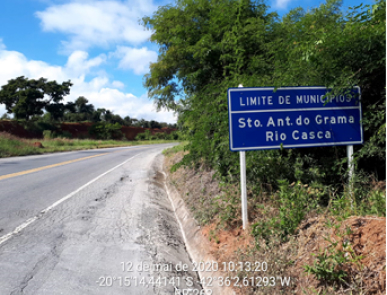 LIMITE DE MUNICÍPIOS
Sto. Ant. do Grama
Rio Casca
12 de mai de 2020 10:13:20
20°15'14,44141"S 42°36'2,61293"W